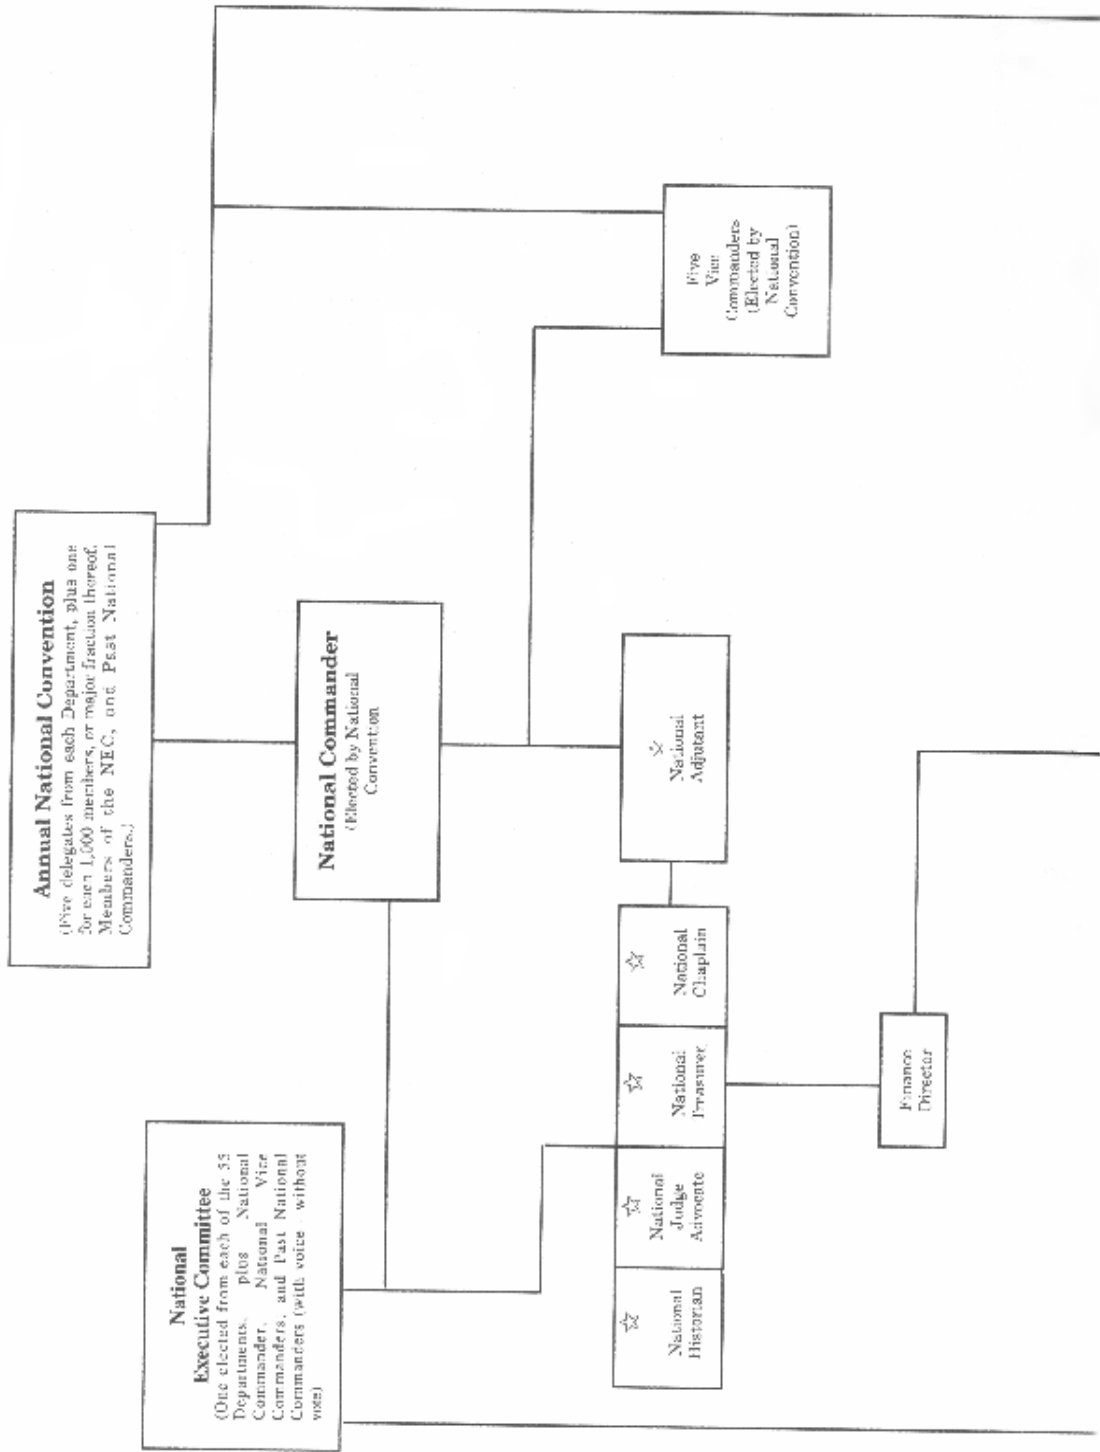 Annual National Convention
(Five delegates from each Department, plus one
for each 1,000 members, or major fraction thereof,
Members of the NEC, and Past National
Commanders.)
National
Executive Committee
(One elected from each of the 55
Departments, plus National
Commander, National Vice
Commanders, and Past National
Commanders (with voice - without
vote)
National Commander
(Elected by National
Convention
Five
Vice
Commanders
(Elected by
National
Convention)
National
Adjutant
National
Chaplain
National
Treasurer
National
Judge
Advocate
National
Historian
Finance
Director